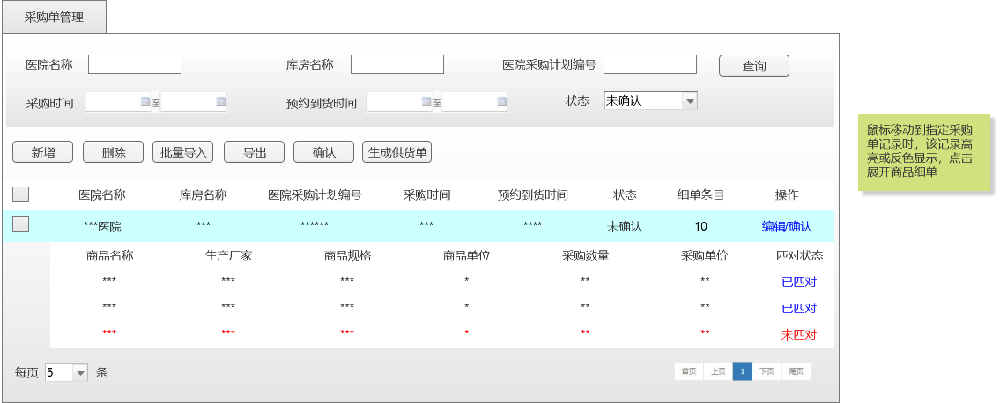 采购单管理
医院名称 库房名称 医院采购计划编号 查询
采购时间 至 预约到货时间 至 状态 未确认
新增 删除 批量导入 导出 确认 生成供货单
医院名称 库房名称 医院采购计划编号 采购时间 预约到货时间 状态 细单条目 操作
***医院 *** ****** *** **** 未确认 10 编辑/确认
商品名称 生产厂家 商品规格 商品单位 采购数量 采购单价 匹对状态
*** *** *** * ** ** 已匹对
*** *** *** * ** ** 已匹对
*** *** *** * ** ** 未匹对
每页 5 条 首页 上页 1 下页 尾页
鼠标移动到指定采购
单记录时，该记录高
亮或反色显示，点击
展开商品细单